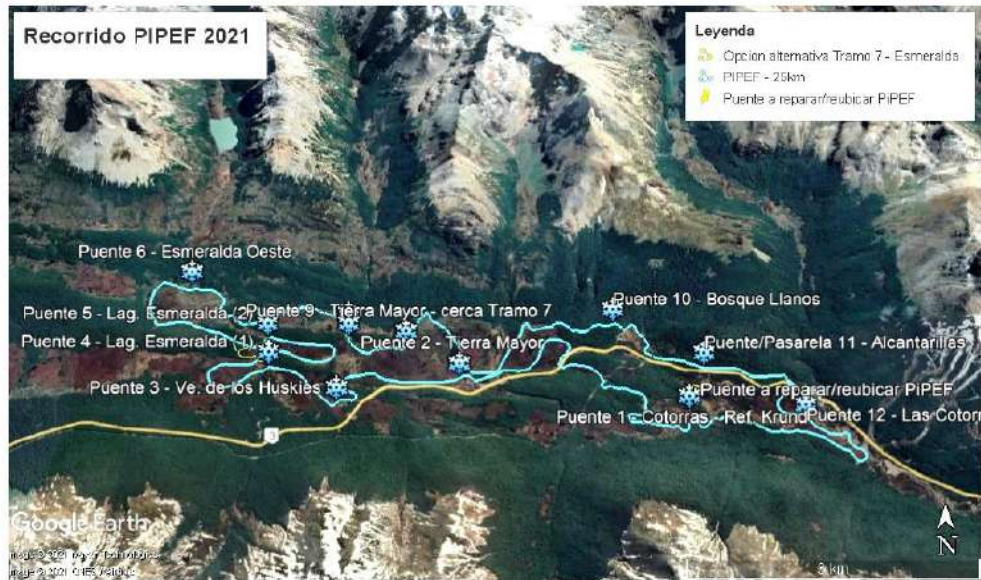 Recorrido PIPEF 2021
Leyenda
Opcion alternativa Tramo 7 - Esmeralda
PIPEF - 25km
Puente a reparar/reubicar PiPEF
Puente 6 - Esmeralda Oeste
Puente 10 - Bosque Llanos
Puente 5 - Lag. Esmeralda (2)
Puente 9 - Tierra Mayor - cerca Tramo 7
Puente 4 - Lag. Esmeralda (1)
Puente 2 - Tierra Mayor
Puente/Pasarela 11 - Alcantarillas
Puente 3 - Ve. de los Huskies
Puente a reparar/reubicar PiPEF
Puente 1 - Cotorras - Ref. Krund
Puente 12 - Las Cotorr
3
Google Earth
N
3 km